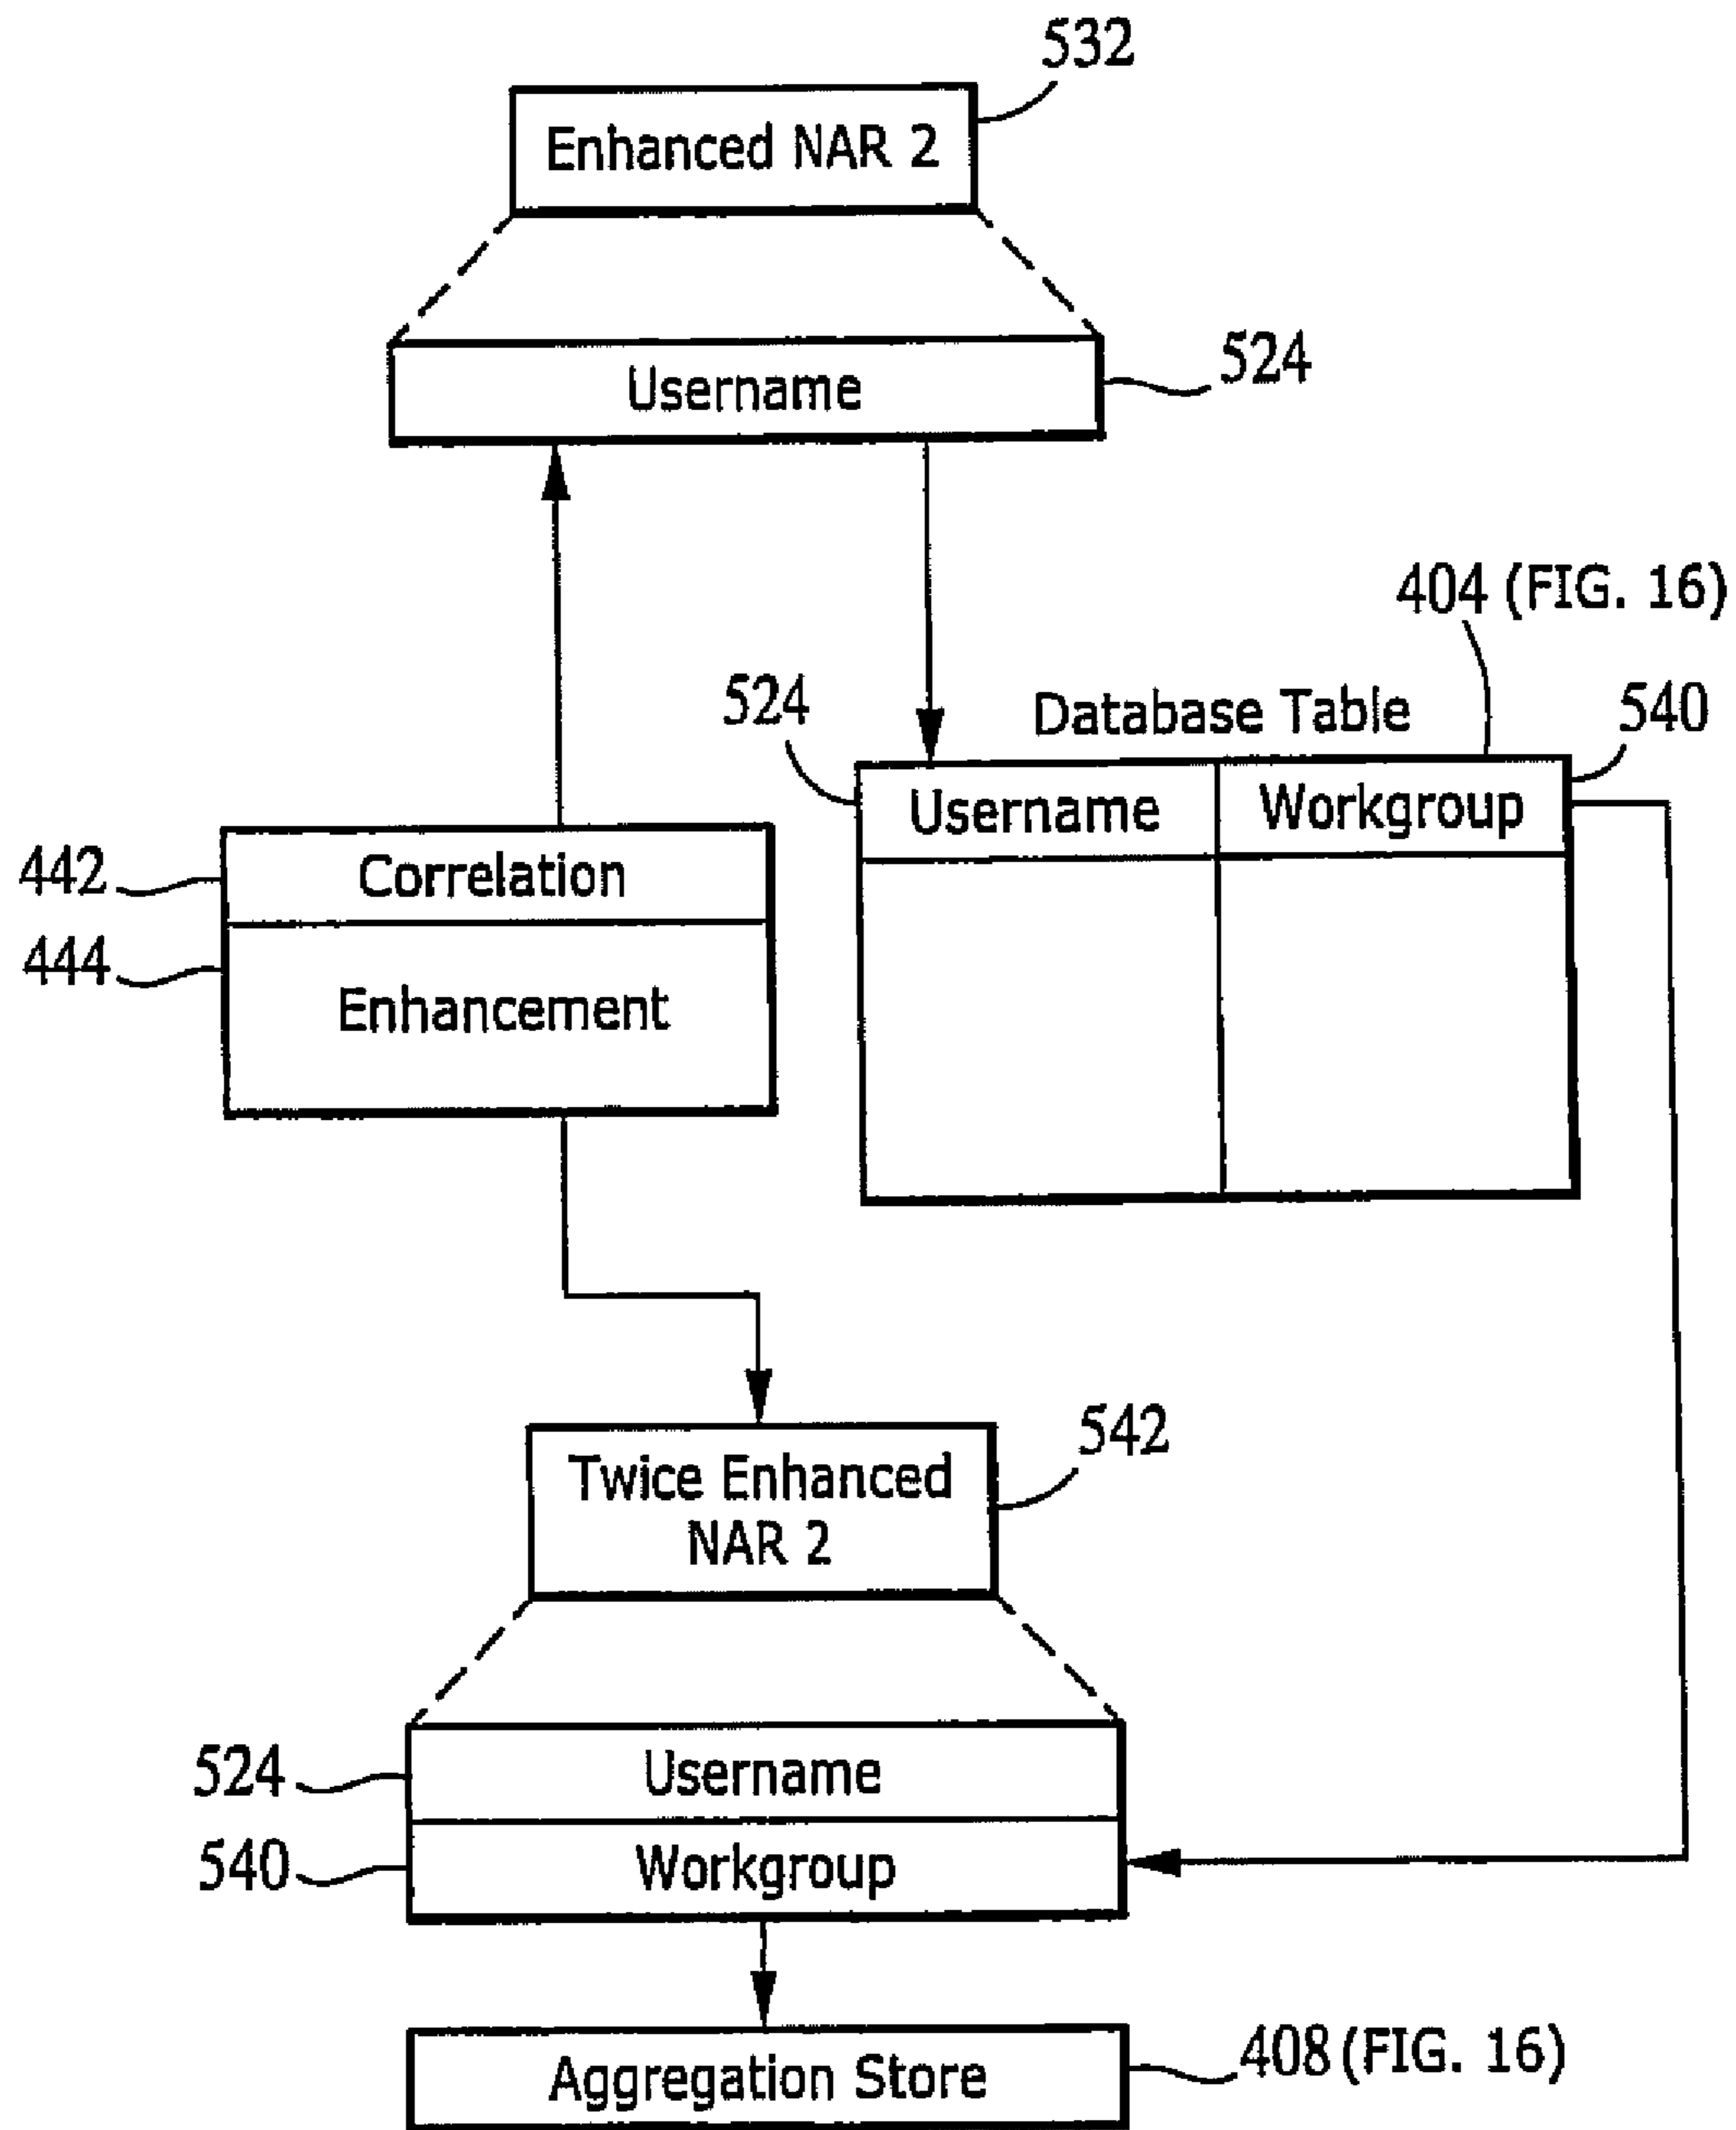 532
Enhanced NAR 2
Username
524
404 (FIG. 16)
524
Database Table
540
Username
Workgroup
442
Correlation
444
Enhancement
Twice Enhanced
NAR 2
542
524
Username
540
Workgroup
Aggregation Store
408 (FIG. 16)